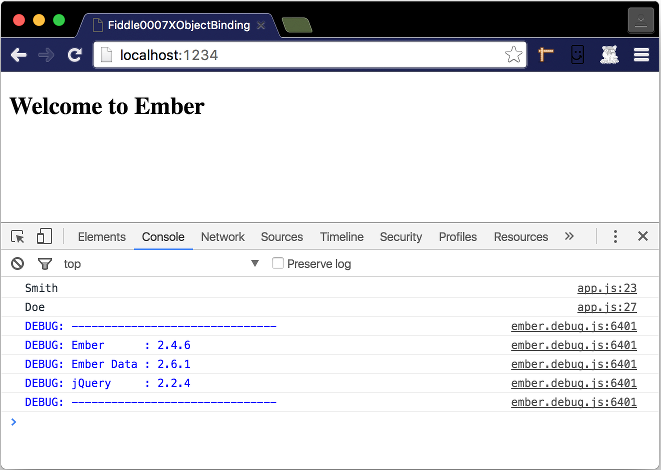 Fiddle0007XObjectBinding
localhost:1234
Welcome to Ember
Elements Console Network Sources Timeline Security Profiles Resources »
top Preserve log
Smith app.js:23
Doe app.js:27
DEBUG: ------------------------------- ember.debug.js:6401
DEBUG: Ember : 2.4.6 ember.debug.js:6401
DEBUG: Ember Data : 2.6.1 ember.debug.js:6401
DEBUG: jQuery : 2.2.4 ember.debug.js:6401
DEBUG: ------------------------------- ember.debug.js:6401